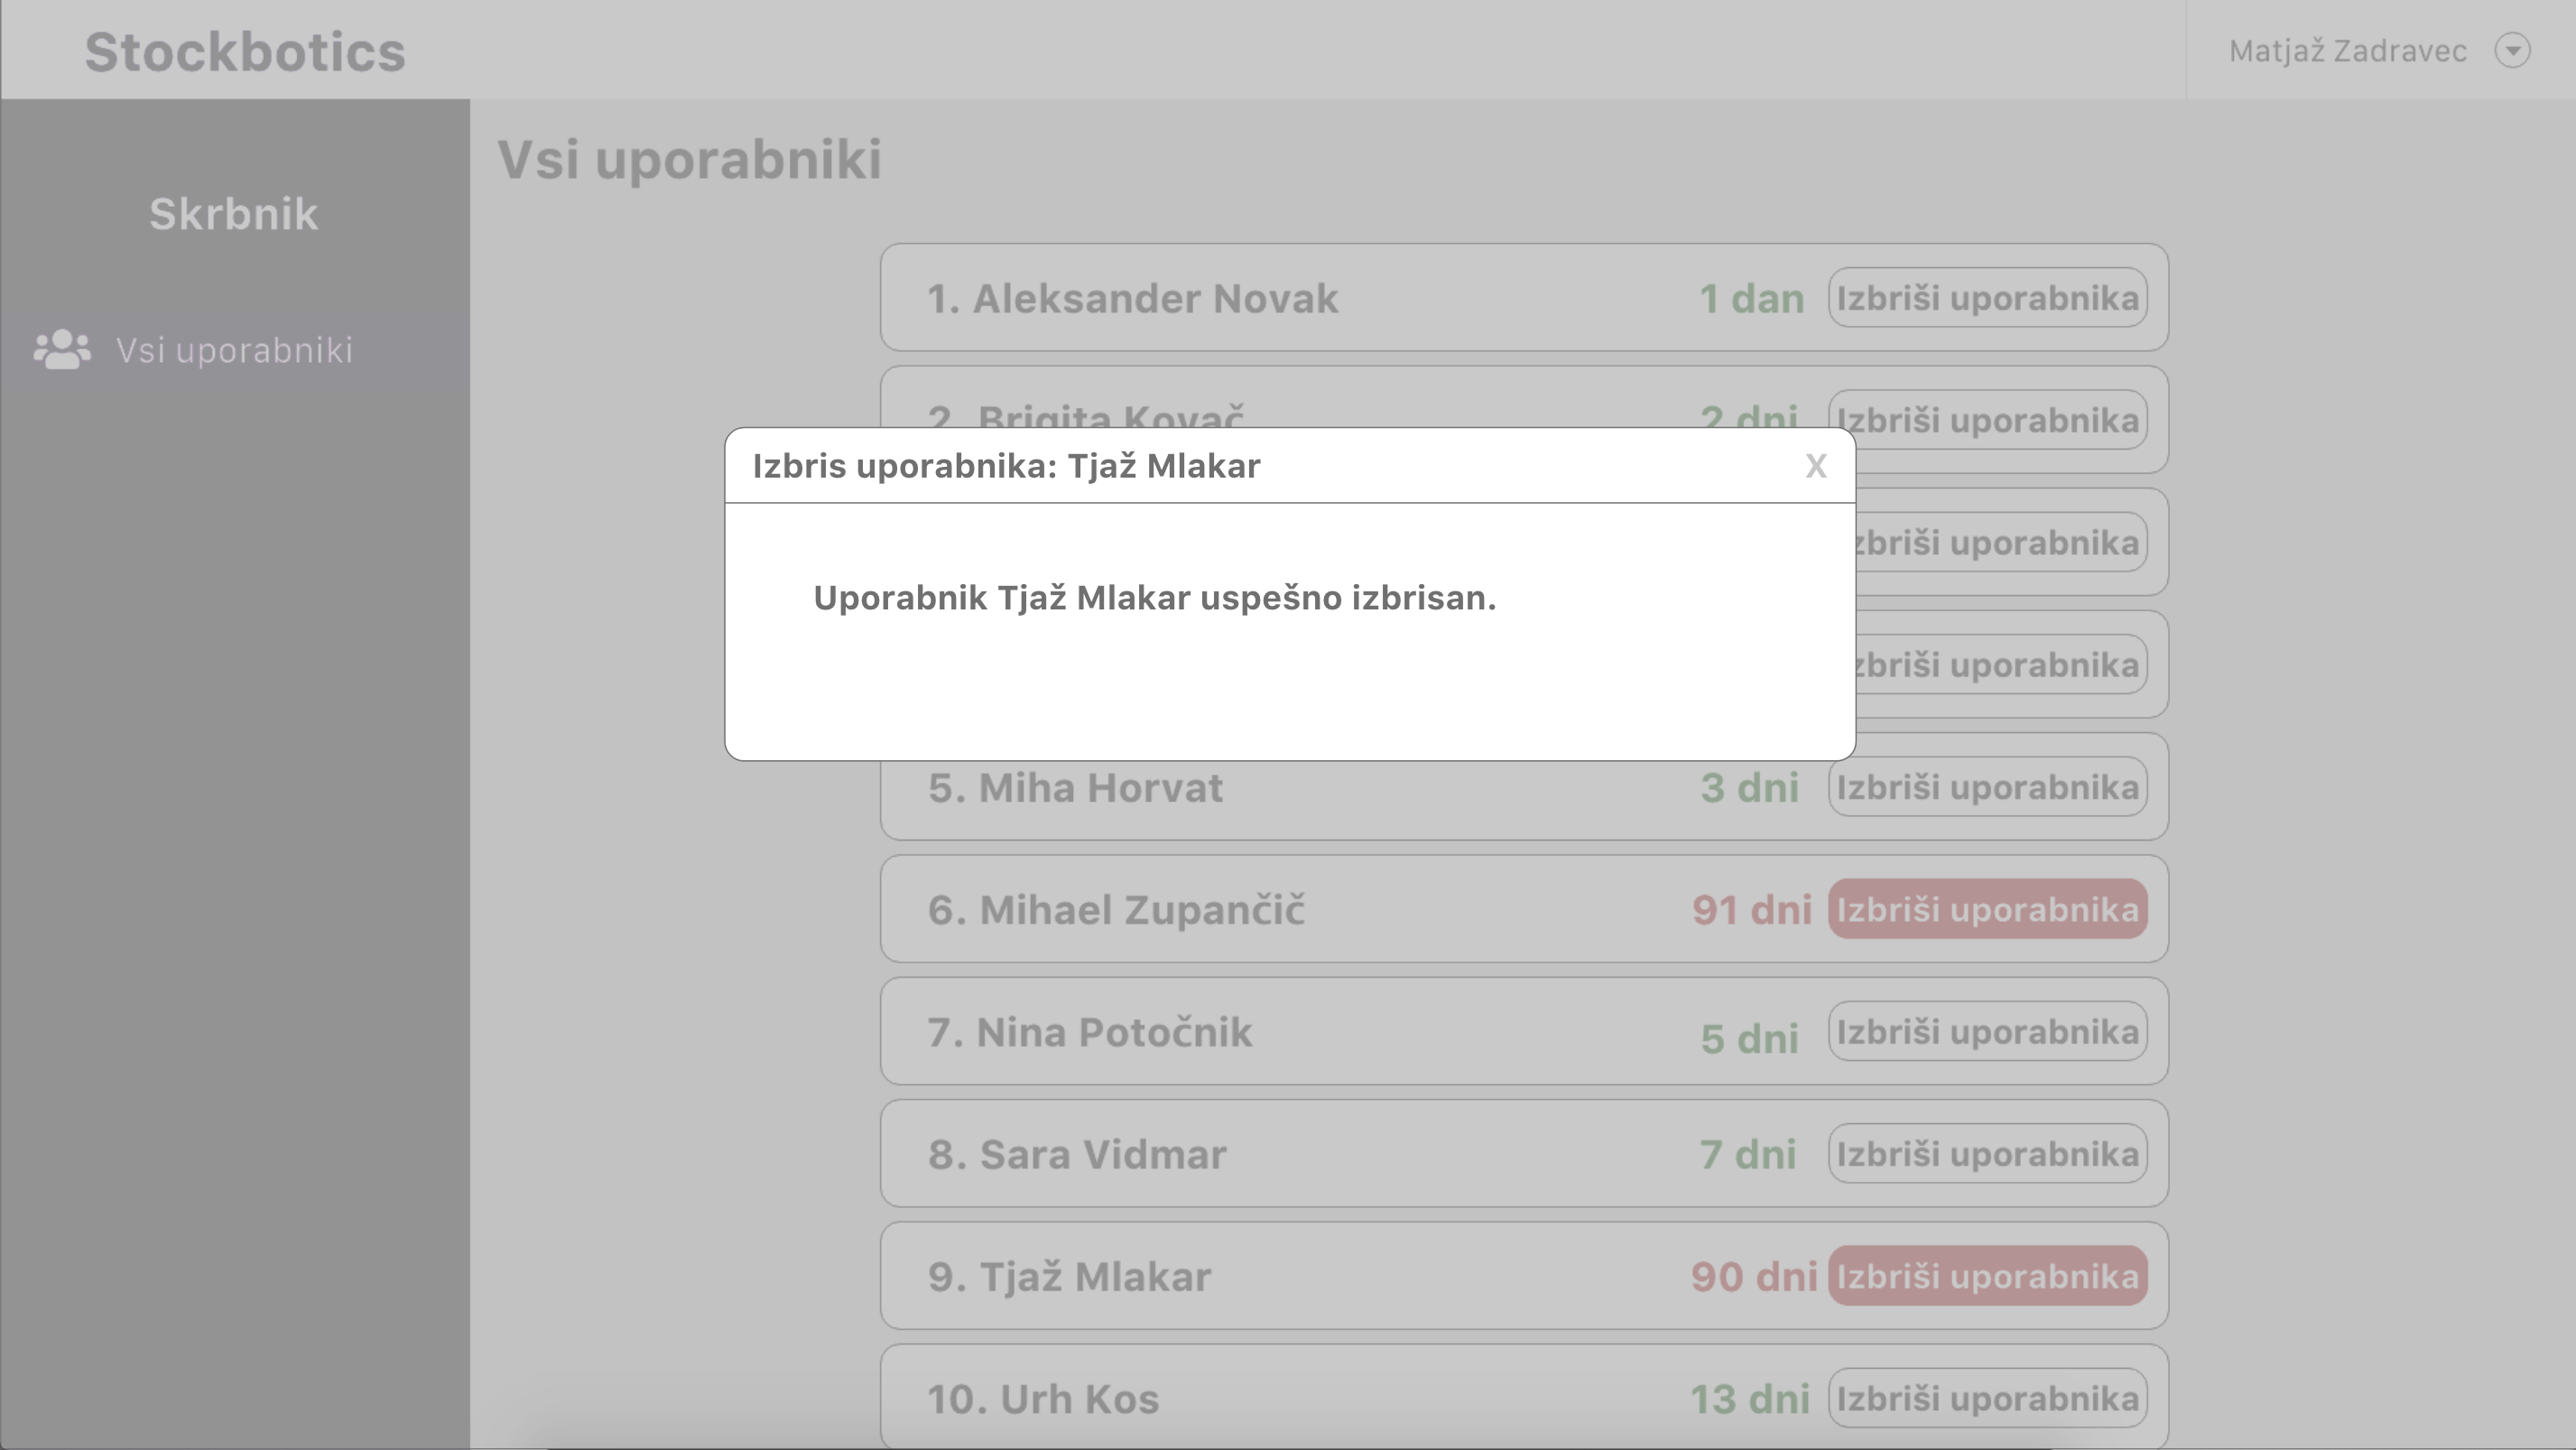 Stockbotics
Matjaž Zadravec
Skrbnik
Vsi uporabniki
Vsi uporabniki
1. Aleksander Novak 1 dan Izbriši uporabnika
2. Brigita Kovač 2 dni Izbriši uporabnika
Izbris uporabnika: Tjaž Mlakar X
Uporabnik Tjaž Mlakar uspešno izbrisan.
zbriši uporabnika
zbriši uporabnika
5. Miha Horvat 3 dni Izbriši uporabnika
6. Mihael Zupančič 91 dni Izbriši uporabnika
7. Nina Potočnik 5 dni Izbriši uporabnika
8. Sara Vidmar 7 dni Izbriši uporabnika
9. Tjaž Mlakar 90 dni Izbriši uporabnika
10. Urh Kos 13 dni Izbriši uporabnika